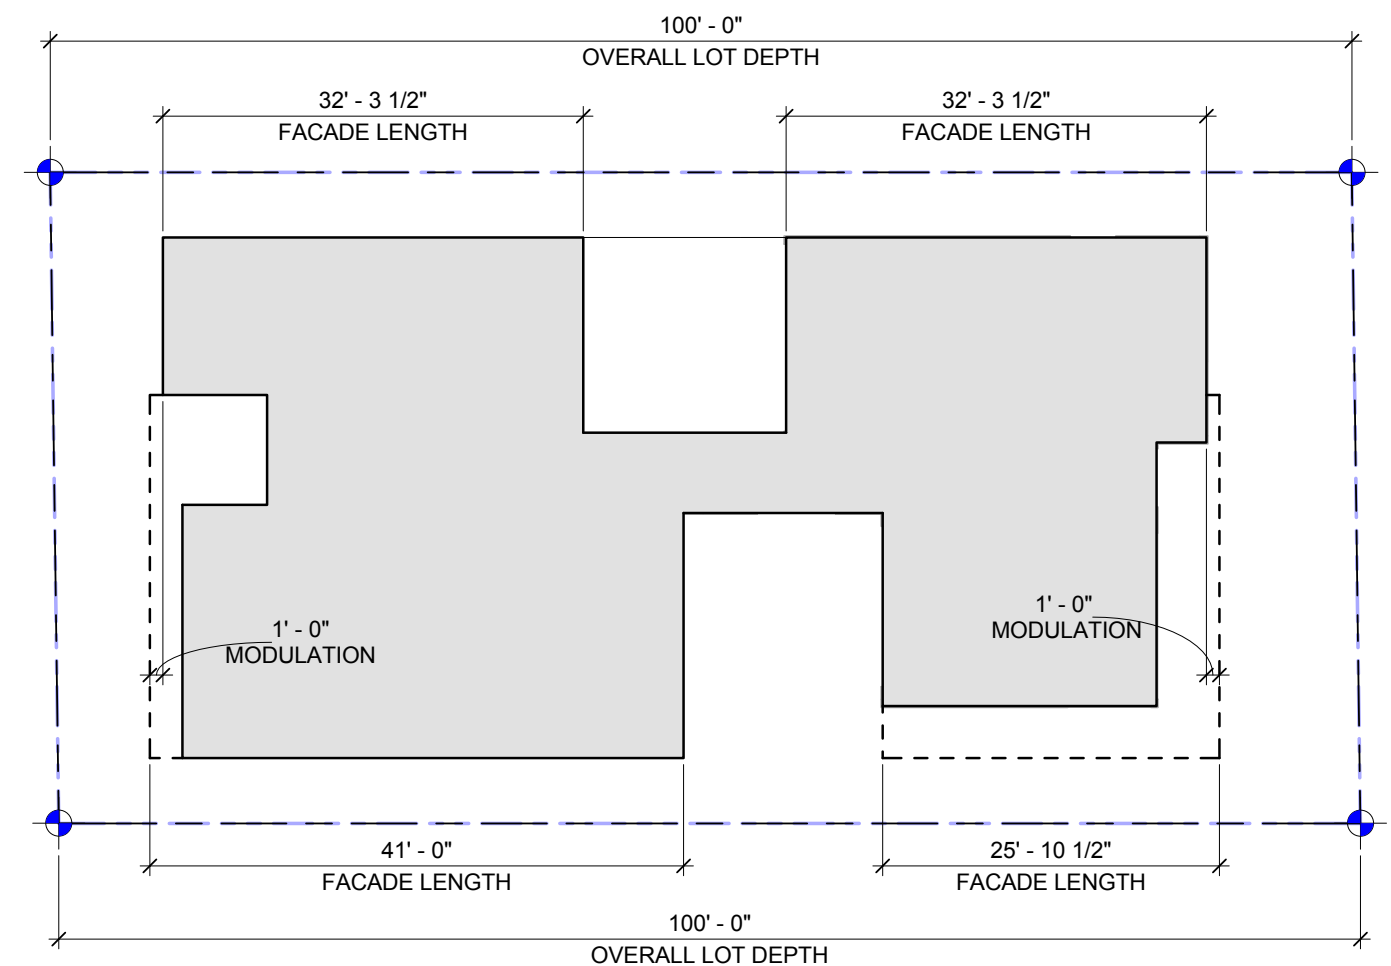 100' - 0"
OVERALL LOT DEPTH
32' - 3 1/2"
FACADE LENGTH
32' - 3 1/2"
FACADE LENGTH
1' - 0"
MODULATION
1' - 0"
MODULATION
41' - 0"
FACADE LENGTH
25' - 10 1/2"
FACADE LENGTH
100' - 0"
OVERALL LOT DEPTH